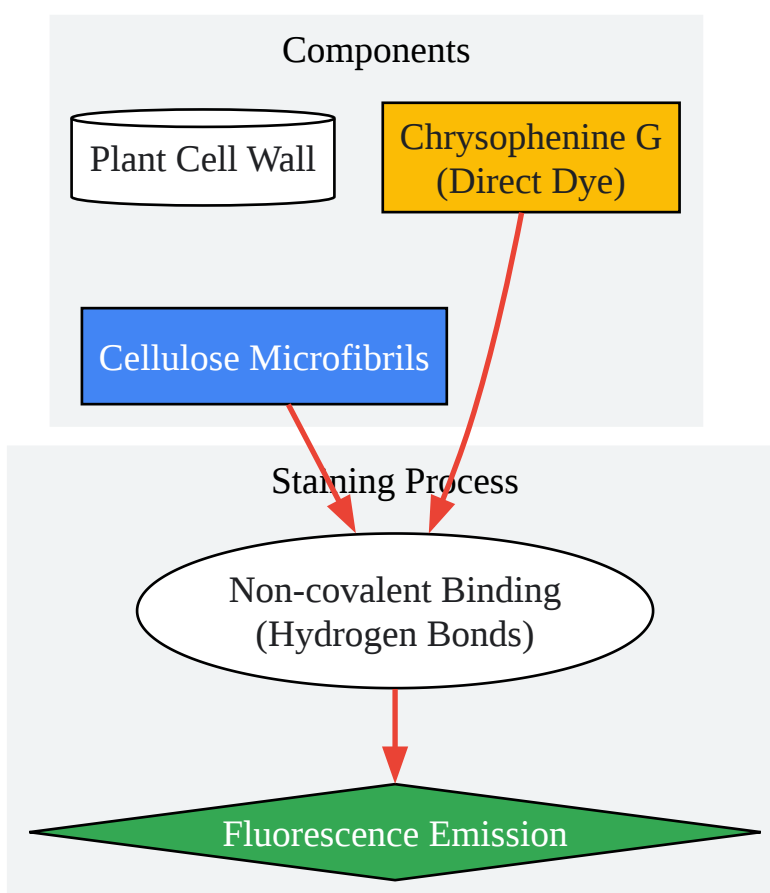 Components
Plant Cell Wall
Chrysophenine G
(Direct Dye)
Cellulose Microfibrils
Staining Process
Non-covalent Binding
(Hydrogen Bonds)
Fluorescence Emission